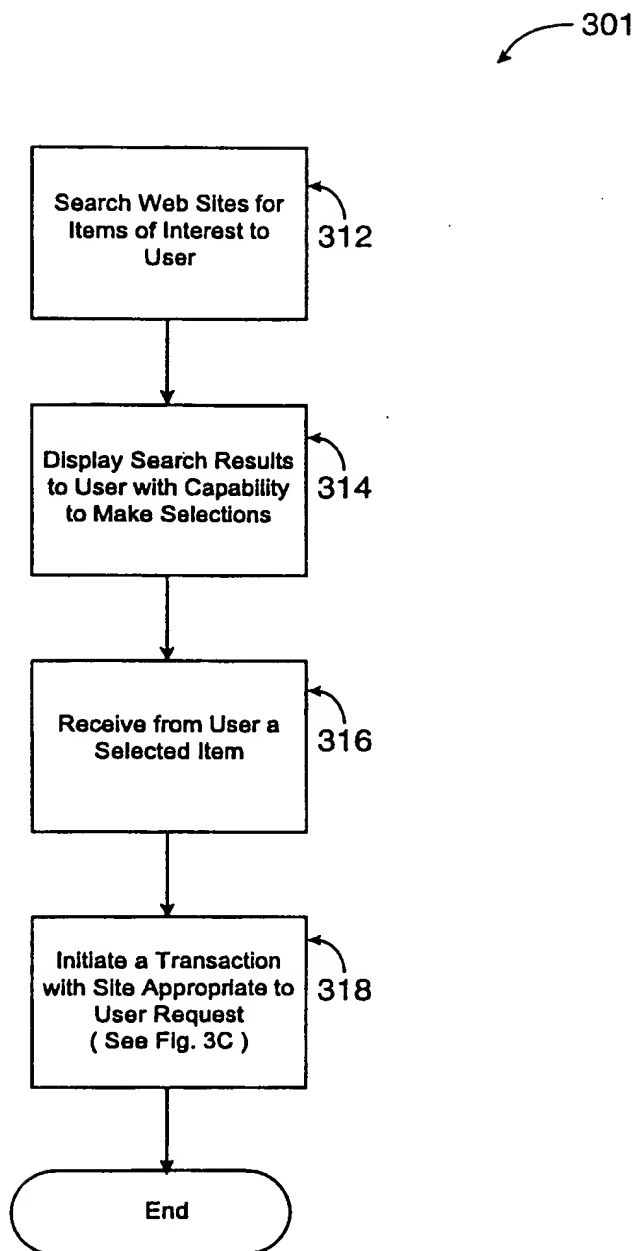 301
Search Web Sites for
Items of Interest to
User
312
Display Search Results
to User with Capability
to Make Selections
314
Receive from User a
Selected Item
316
Initiate a Transaction
with Site Appropriate to
User Request
( See Fig. 3C )
318
End